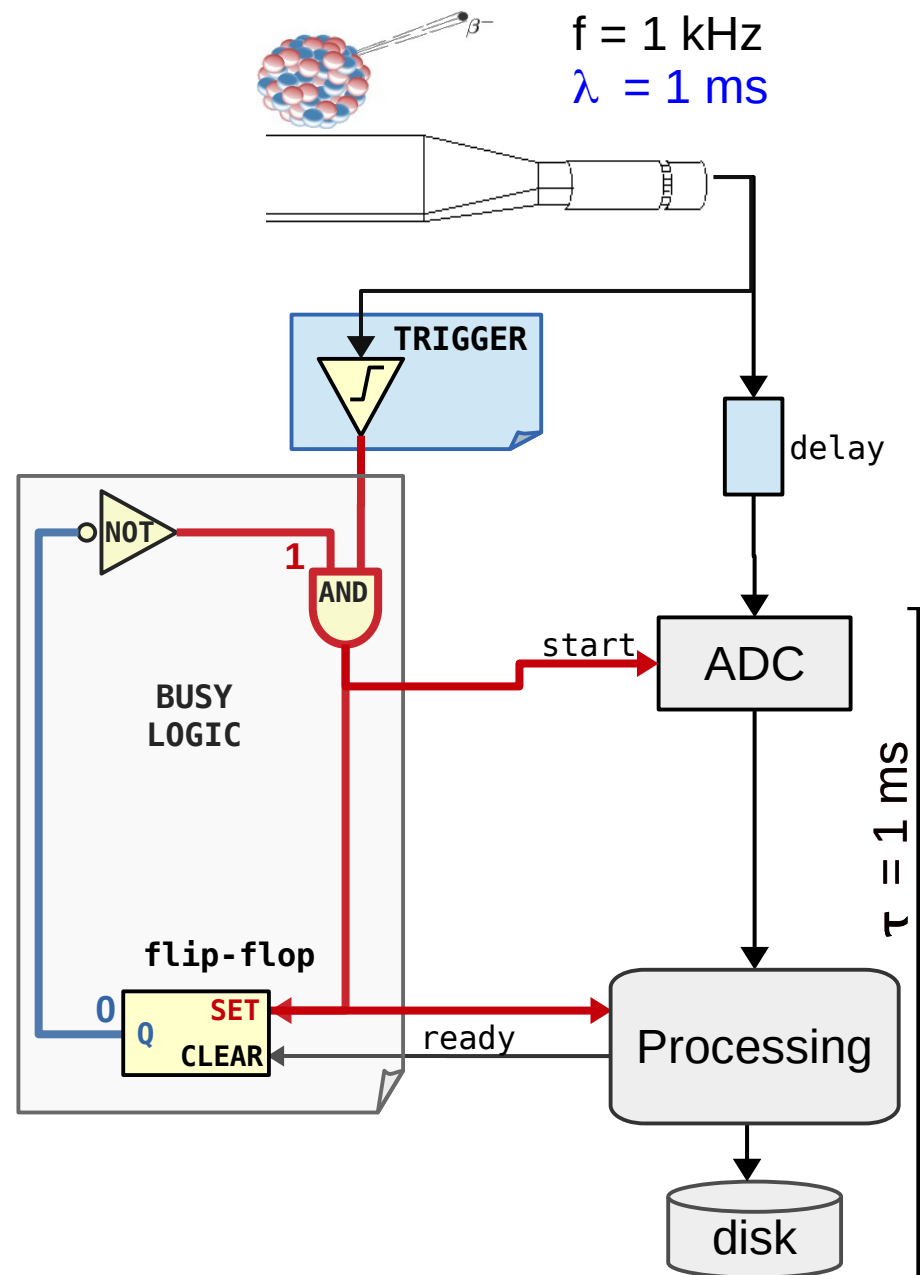 β⁻
f = 1 kHz
λ = 1 ms
TRIGGER
delay
NOT
1
AND
start
ADC
BUSY
LOGIC
τ = 1 ms
flip-flop
0
SET
Q
CLEAR
ready
Processing
disk